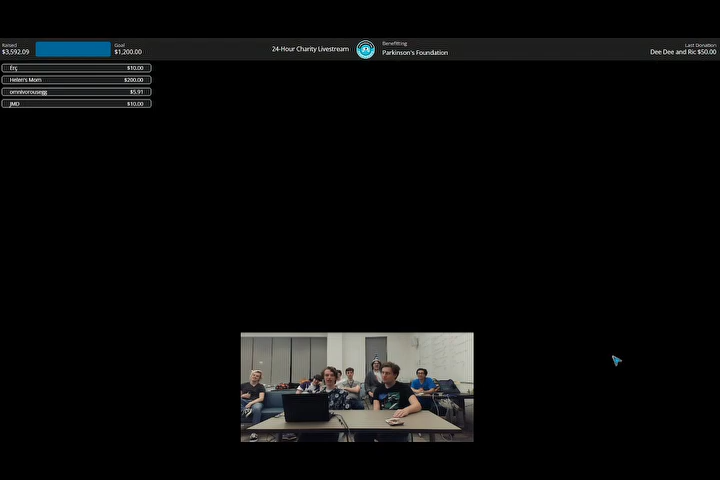 Raised
$3,592.09
Goal
$1,200.00
24-Hour Charity Livestream
Benefitting
Parkinson's Foundation
Last Donation
Dee Dee and Ric $50.00
Erç $10.00
Helen's Mom $200.00
omnivorousegg $5.91
JMD $10.00